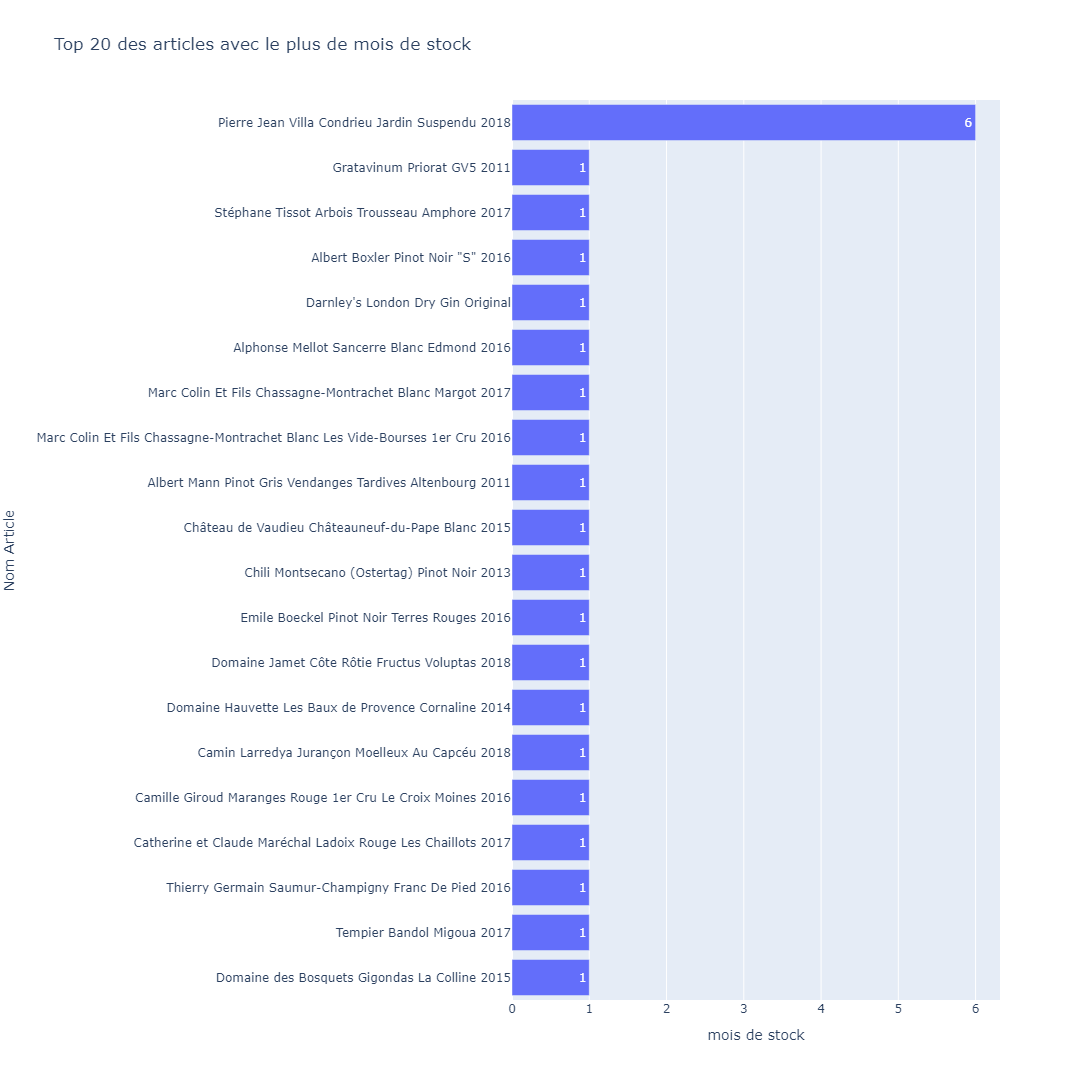 Top 20 des articles avec le plus de mois de stock
Pierre Jean Villa Condrieu Jardin Suspendu 2018 6
Gratavinum Priorat GV5 2011 1
Stéphane Tissot Arbois Trousseau Amphore 2017 1
Albert Boxler Pinot Noir "S" 2016 1
Darnley's London Dry Gin Original 1
Alphonse Mellot Sancerre Blanc Edmond 2016 1
Marc Colin Et Fils Chassagne-Montrachet Blanc Margot 2017 1
Marc Colin Et Fils Chassagne-Montrachet Blanc Les Vide-Bourses 1er Cru 2016 1
Albert Mann Pinot Gris Vendanges Tardives Altenbourg 2011 1
Château de Vaudieu Châteauneuf-du-Pape Blanc 2015 1
Chili Montsecano (Ostertag) Pinot Noir 2013 1
Emile Boeckel Pinot Noir Terres Rouges 2016 1
Domaine Jamet Côte Rôtie Fructus Voluptas 2018 1
Domaine Hauvette Les Baux de Provence Cornaline 2014 1
Camin Larredya Jurançon Moelleux Au Capcéu 2018 1
Camille Giroud Maranges Rouge 1er Cru Le Croix Moines 2016 1
Catherine et Claude Maréchal Ladoix Rouge Les Chaillots 2017 1
Thierry Germain Saumur-Champigny Franc De Pied 2016 1
Tempier Bandol Migoua 2017 1
Domaine des Bosquets Gigondas La Colline 2015 1
0 1 2 3 4 5 6
mois de stock
Nom Article